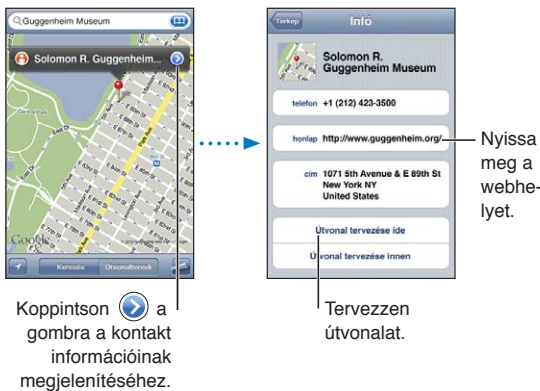 Guggenheim Museum
Solomon R. Guggenheim...
Google
Keresés
Útvonaltervek
Koppintson a
gombra a kontakt
információinak
megjelenítéséhez.
Térkép
Infó
Solomon R.
Guggenheim Museum
telefon +1 (212) 423-3500
honlap http://www.guggenheim.org/
cím 1071 5th Avenue & E 89th St
New York NY
United States
Útvonal tervezése ide
Útvonal tervezése innen
Nyissa
meg a
webhe-
lyet.
Tervezzen
útvonalat.